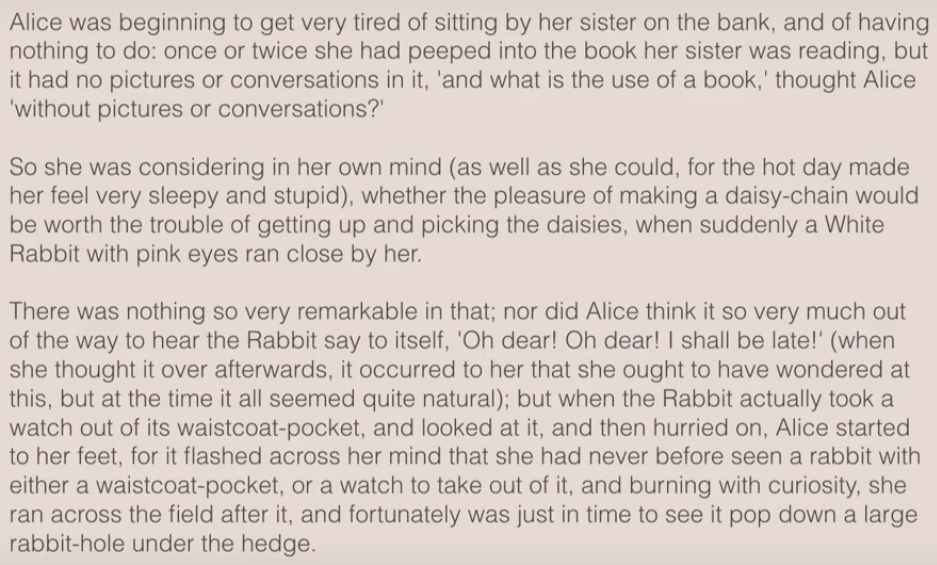 Alice was beginning to get very tired of sitting by her sister on the bank, and of having
nothing to do: once or twice she had peeped into the book her sister was reading, but
it had no pictures or conversations in it, 'and what is the use of a book,' thought Alice
'without pictures or conversations?'

So she was considering in her own mind (as well as she could, for the hot day made
her feel very sleepy and stupid), whether the pleasure of making a daisy-chain would
be worth the trouble of getting up and picking the daisies, when suddenly a White
Rabbit with pink eyes ran close by her.

There was nothing so very remarkable in that; nor did Alice think it so very much out
of the way to hear the Rabbit say to itself, 'Oh dear! Oh dear! I shall be late!' (when
she thought it over afterwards, it occurred to her that she ought to have wondered at
this, but at the time it all seemed quite natural); but when the Rabbit actually took a
watch out of its waistcoat-pocket, and looked at it, and then hurried on, Alice started
to her feet, for it flashed across her mind that she had never before seen a rabbit with
either a waistcoat-pocket, or a watch to take out of it, and burning with curiosity, she
ran across the field after it, and fortunately was just in time to see it pop down a large
rabbit-hole under the hedge.